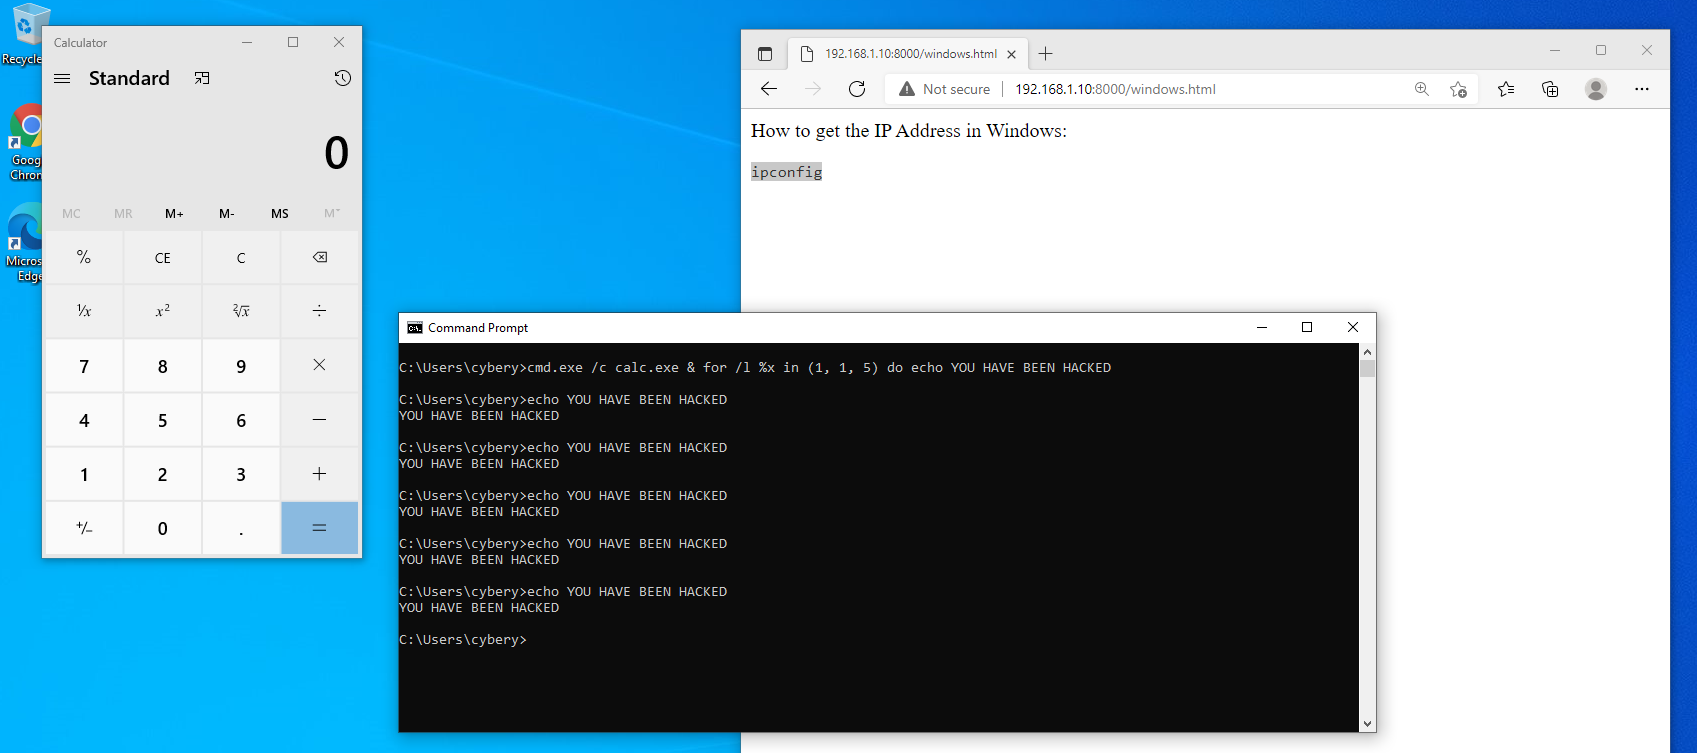 Recycle
Goog
Chron
Micros
Edge
Calculator
Standard
0
MC MR M+ M- MS M˅
% CE C
⅟x x² ²√x ÷
7 8 9 ×
4 5 6 −
1 2 3 +
+/− 0 . =
192.168.1.10:8000/windows.html
Not secure | 192.168.1.10:8000/windows.html
How to get the IP Address in Windows:
ipconfig
Command Prompt
C:\Users\cybery>cmd.exe /c calc.exe & for /l %x in (1, 1, 5) do echo YOU HAVE BEEN HACKED
C:\Users\cybery>echo YOU HAVE BEEN HACKED
YOU HAVE BEEN HACKED
C:\Users\cybery>echo YOU HAVE BEEN HACKED
YOU HAVE BEEN HACKED
C:\Users\cybery>echo YOU HAVE BEEN HACKED
YOU HAVE BEEN HACKED
C:\Users\cybery>echo YOU HAVE BEEN HACKED
YOU HAVE BEEN HACKED
C:\Users\cybery>echo YOU HAVE BEEN HACKED
YOU HAVE BEEN HACKED
C:\Users\cybery>